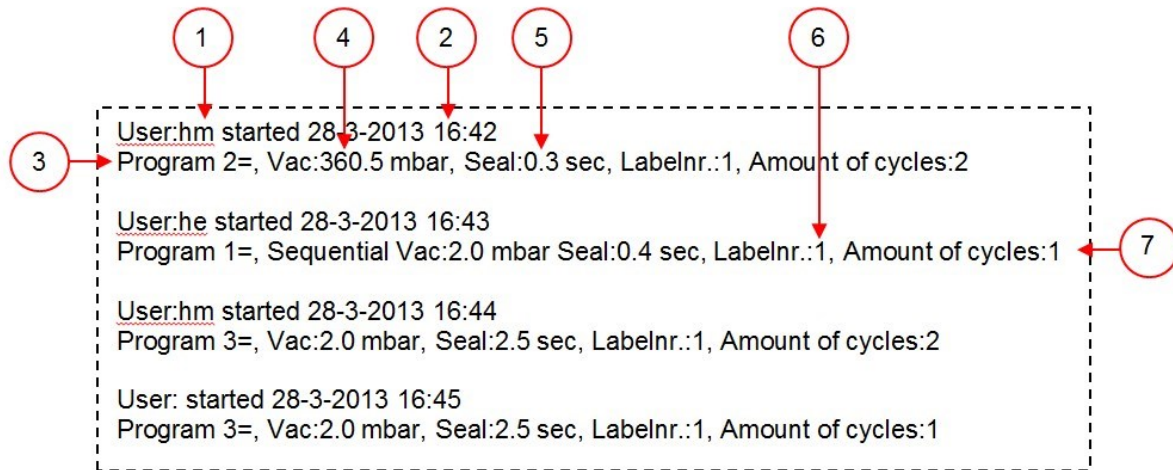 1 4 2 5 6
User:hm started 28-3-2013 16:42
3 Program 2=, Vac:360.5 mbar, Seal:0.3 sec, Labelnr.:1, Amount of cycles:2
User:he started 28-3-2013 16:43
Program 1=, Sequential Vac:2.0 mbar Seal:0.4 sec, Labelnr.:1, Amount of cycles:1 7
User:hm started 28-3-2013 16:44
Program 3=, Vac:2.0 mbar, Seal:2.5 sec, Labelnr.:1, Amount of cycles:2
User: started 28-3-2013 16:45
Program 3=, Vac:2.0 mbar, Seal:2.5 sec, Labelnr.:1, Amount of cycles:1